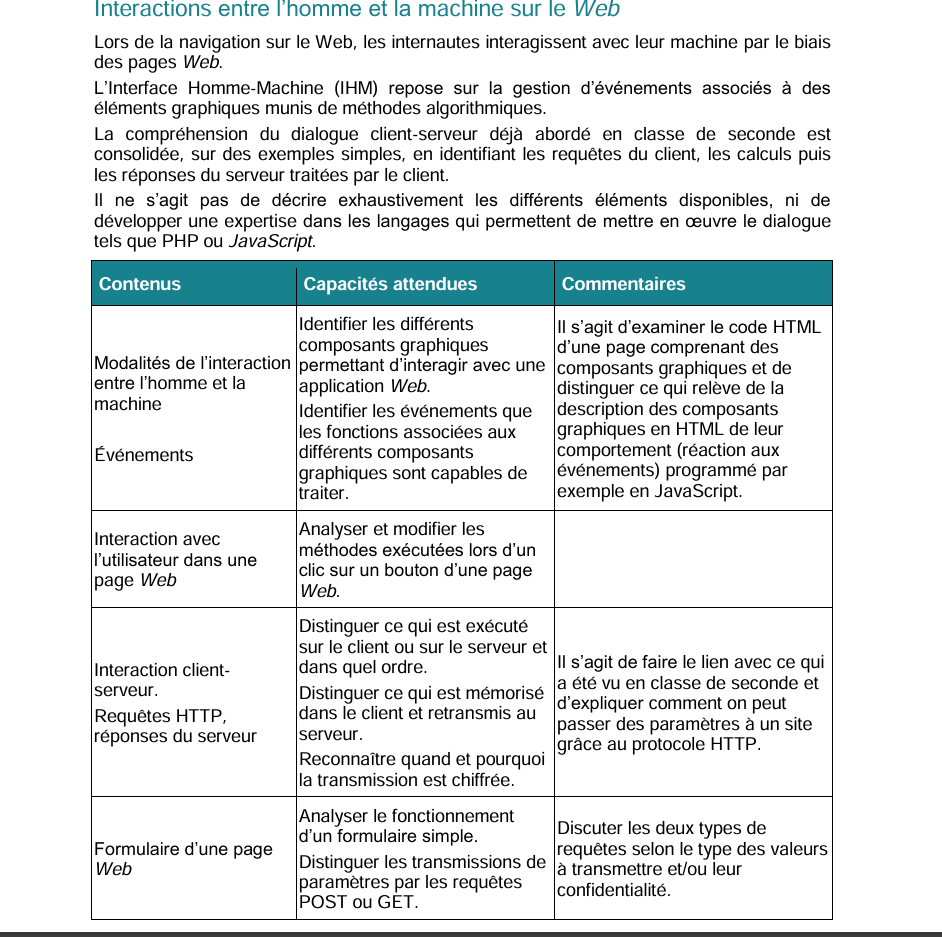 Interactions entre l’homme et la machine sur le Web
Lors de la navigation sur le Web, les internautes interagissent avec leur machine par le biais
des pages Web.
L’Interface Homme-Machine (IHM) repose sur la gestion d’événements associés à des
éléments graphiques munis de méthodes algorithmiques.
La compréhension du dialogue client-serveur déjà abordé en classe de seconde est
consolidée, sur des exemples simples, en identifiant les requêtes du client, les calculs puis
les réponses du serveur traitées par le client.
Il ne s’agit pas de décrire exhaustivement les différents éléments disponibles, ni de
développer une expertise dans les langages qui permettent de mettre en œuvre le dialogue
tels que PHP ou JavaScript.
Contenus
Capacités attendues
Commentaires
Modalités de l’interaction
entre l’homme et la
machine
Événements
Identifier les différents
composants graphiques
permettant d’interagir avec une
application Web.
Identifier les événements que
les fonctions associées aux
différents composants
graphiques sont capables de
traiter.
Il s’agit d’examiner le code HTML
d’une page comprenant des
composants graphiques et de
distinguer ce qui relève de la
description des composants
graphiques en HTML de leur
comportement (réaction aux
événements) programmé par
exemple en JavaScript.
Interaction avec
l’utilisateur dans une
page Web
Analyser et modifier les
méthodes exécutées lors d’un
clic sur un bouton d’une page
Web.
Interaction client-
serveur.
Requêtes HTTP,
réponses du serveur
Distinguer ce qui est exécuté
sur le client ou sur le serveur et
dans quel ordre.
Distinguer ce qui est mémorisé
dans le client et retransmis au
serveur.
Reconnaître quand et pourquoi
la transmission est chiffrée.
Il s’agit de faire le lien avec ce qui
a été vu en classe de seconde et
d’expliquer comment on peut
passer des paramètres à un site
grâce au protocole HTTP.
Formulaire d’une page
Web
Analyser le fonctionnement
d’un formulaire simple.
Distinguer les transmissions de
paramètres par les requêtes
POST ou GET.
Discuter les deux types de
requêtes selon le type des valeurs
à transmettre et/ou leur
confidentialité.